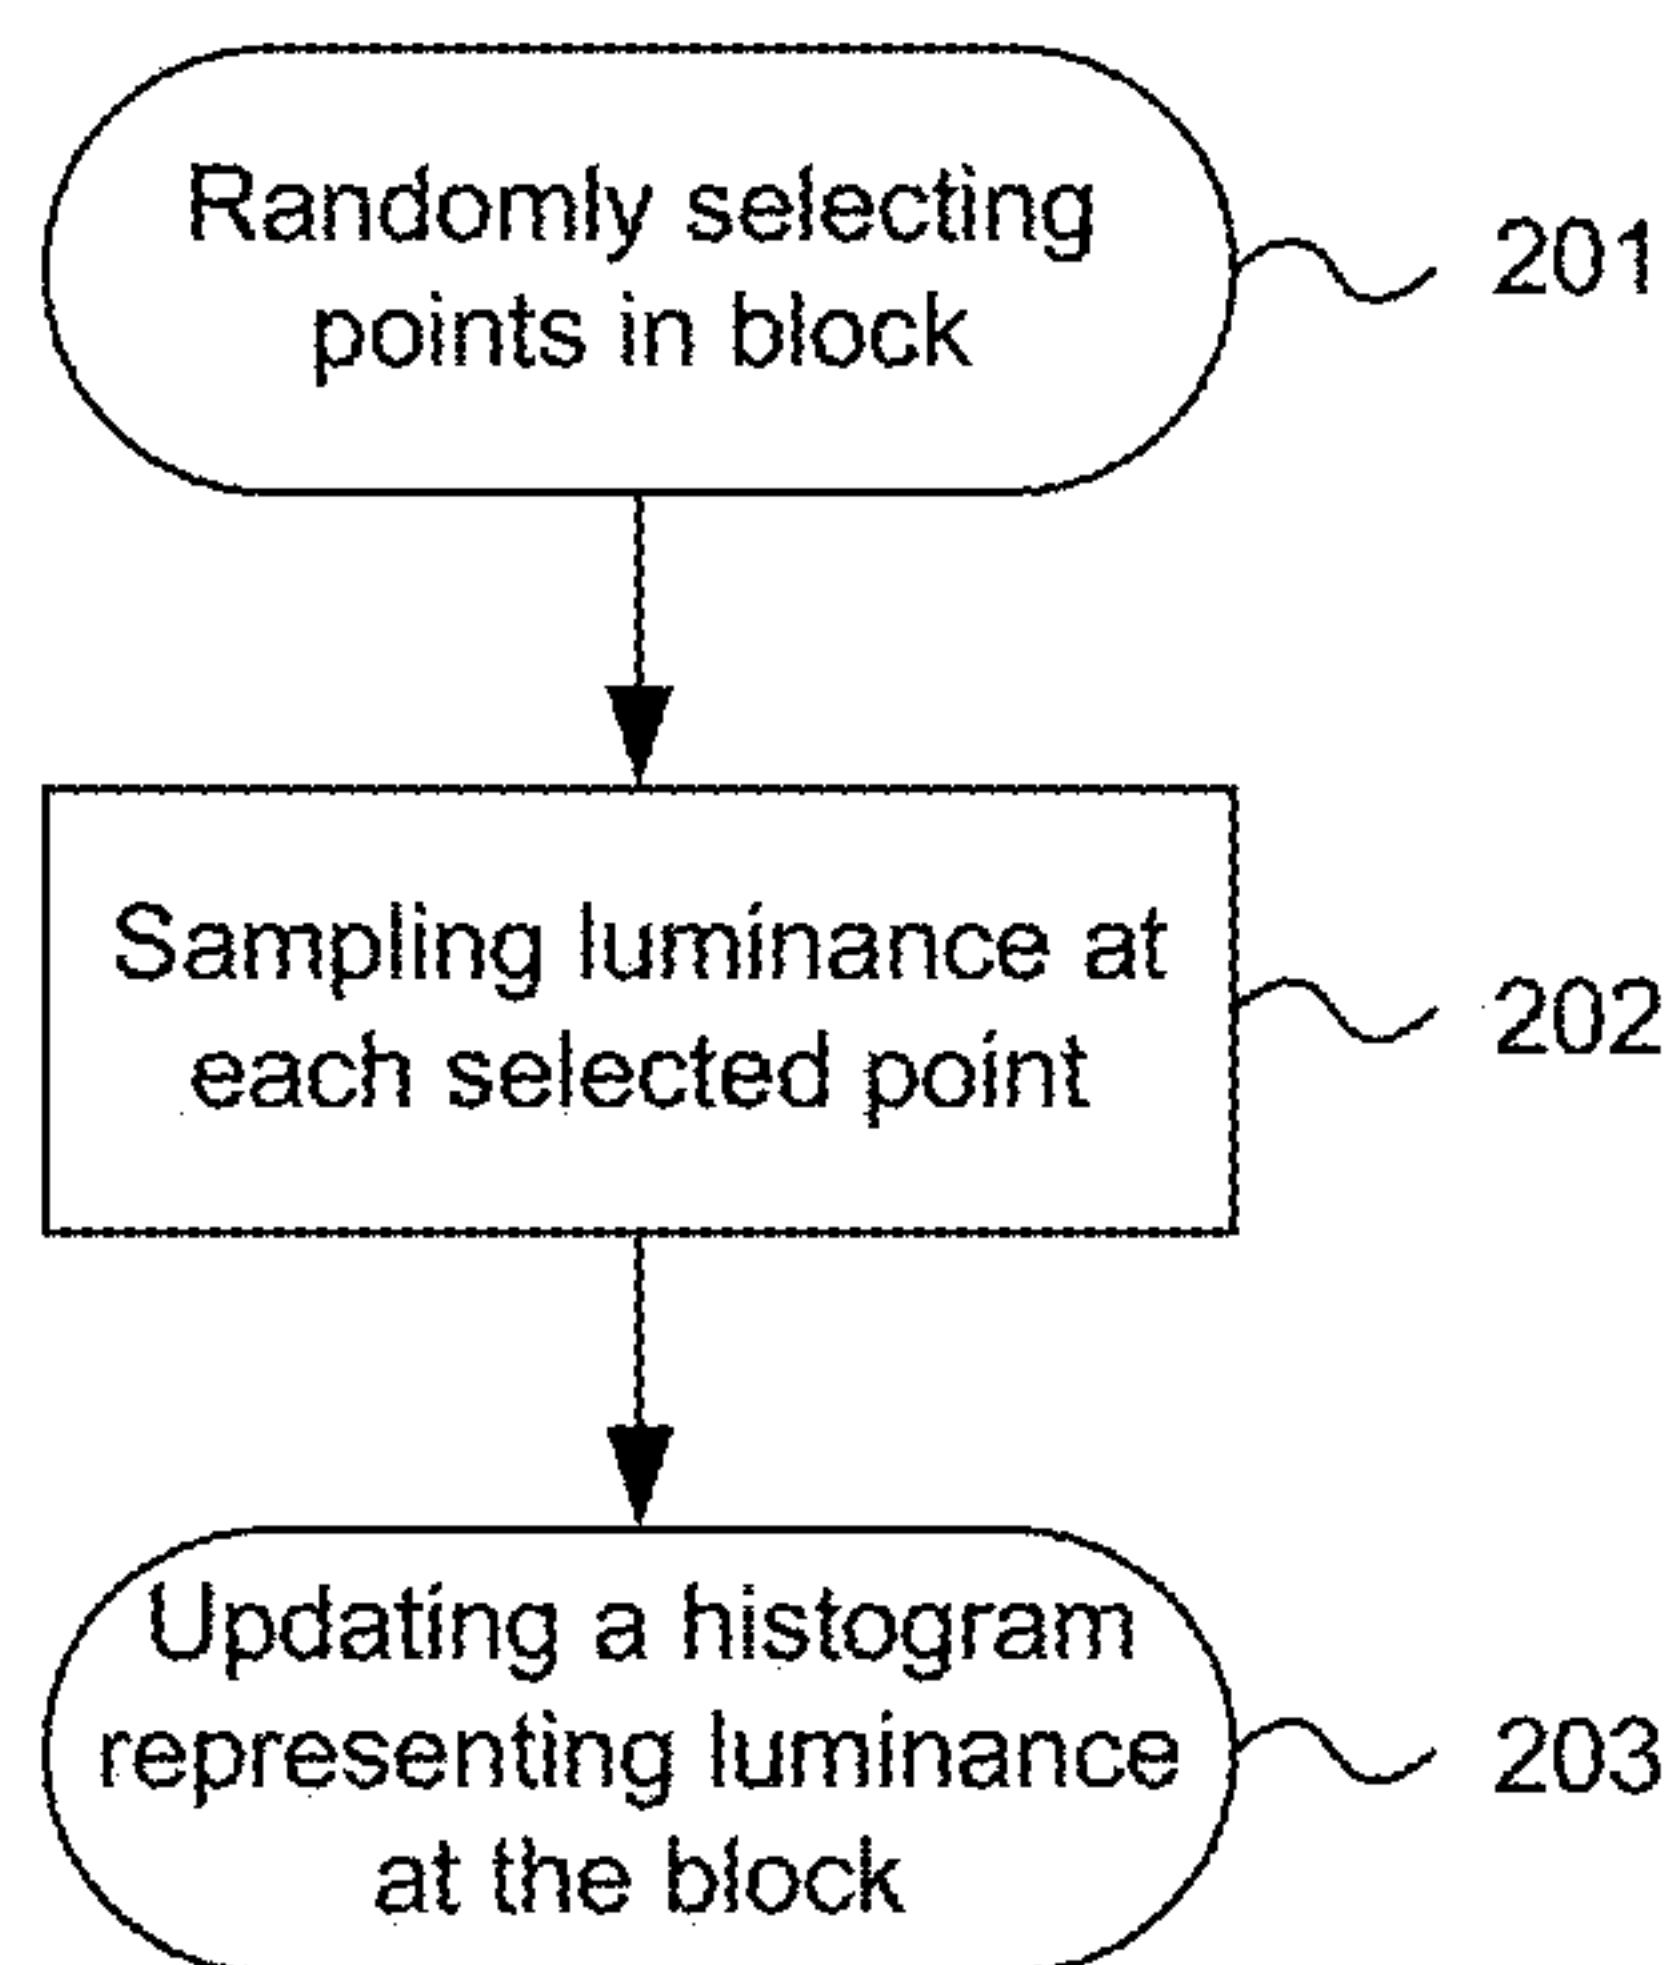 Randomly selecting
points in block
201
Sampling luminance at
each selected point
202
Updating a histogram
representing luminance
at the block
203